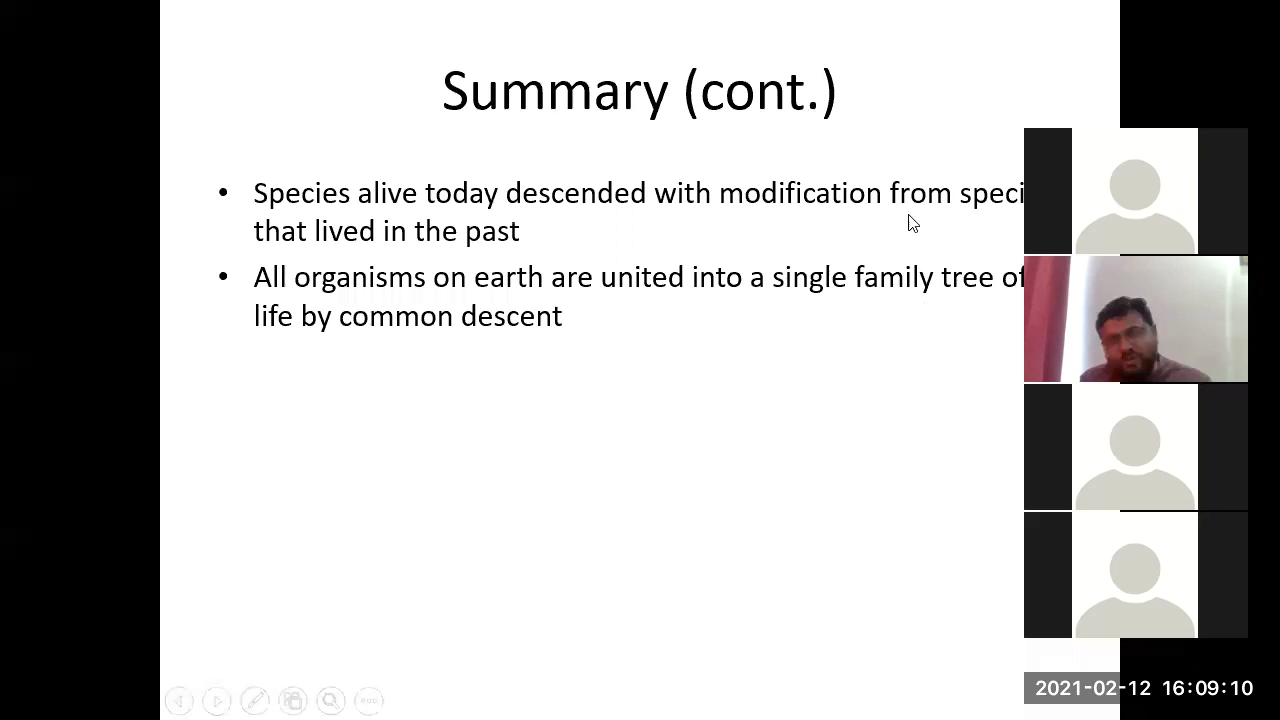 Summary (cont.)
• Species alive today descended with modification from speci
that lived in the past
• All organisms on earth are united into a single family tree of
life by common descent
2021-02-12 16:09:10